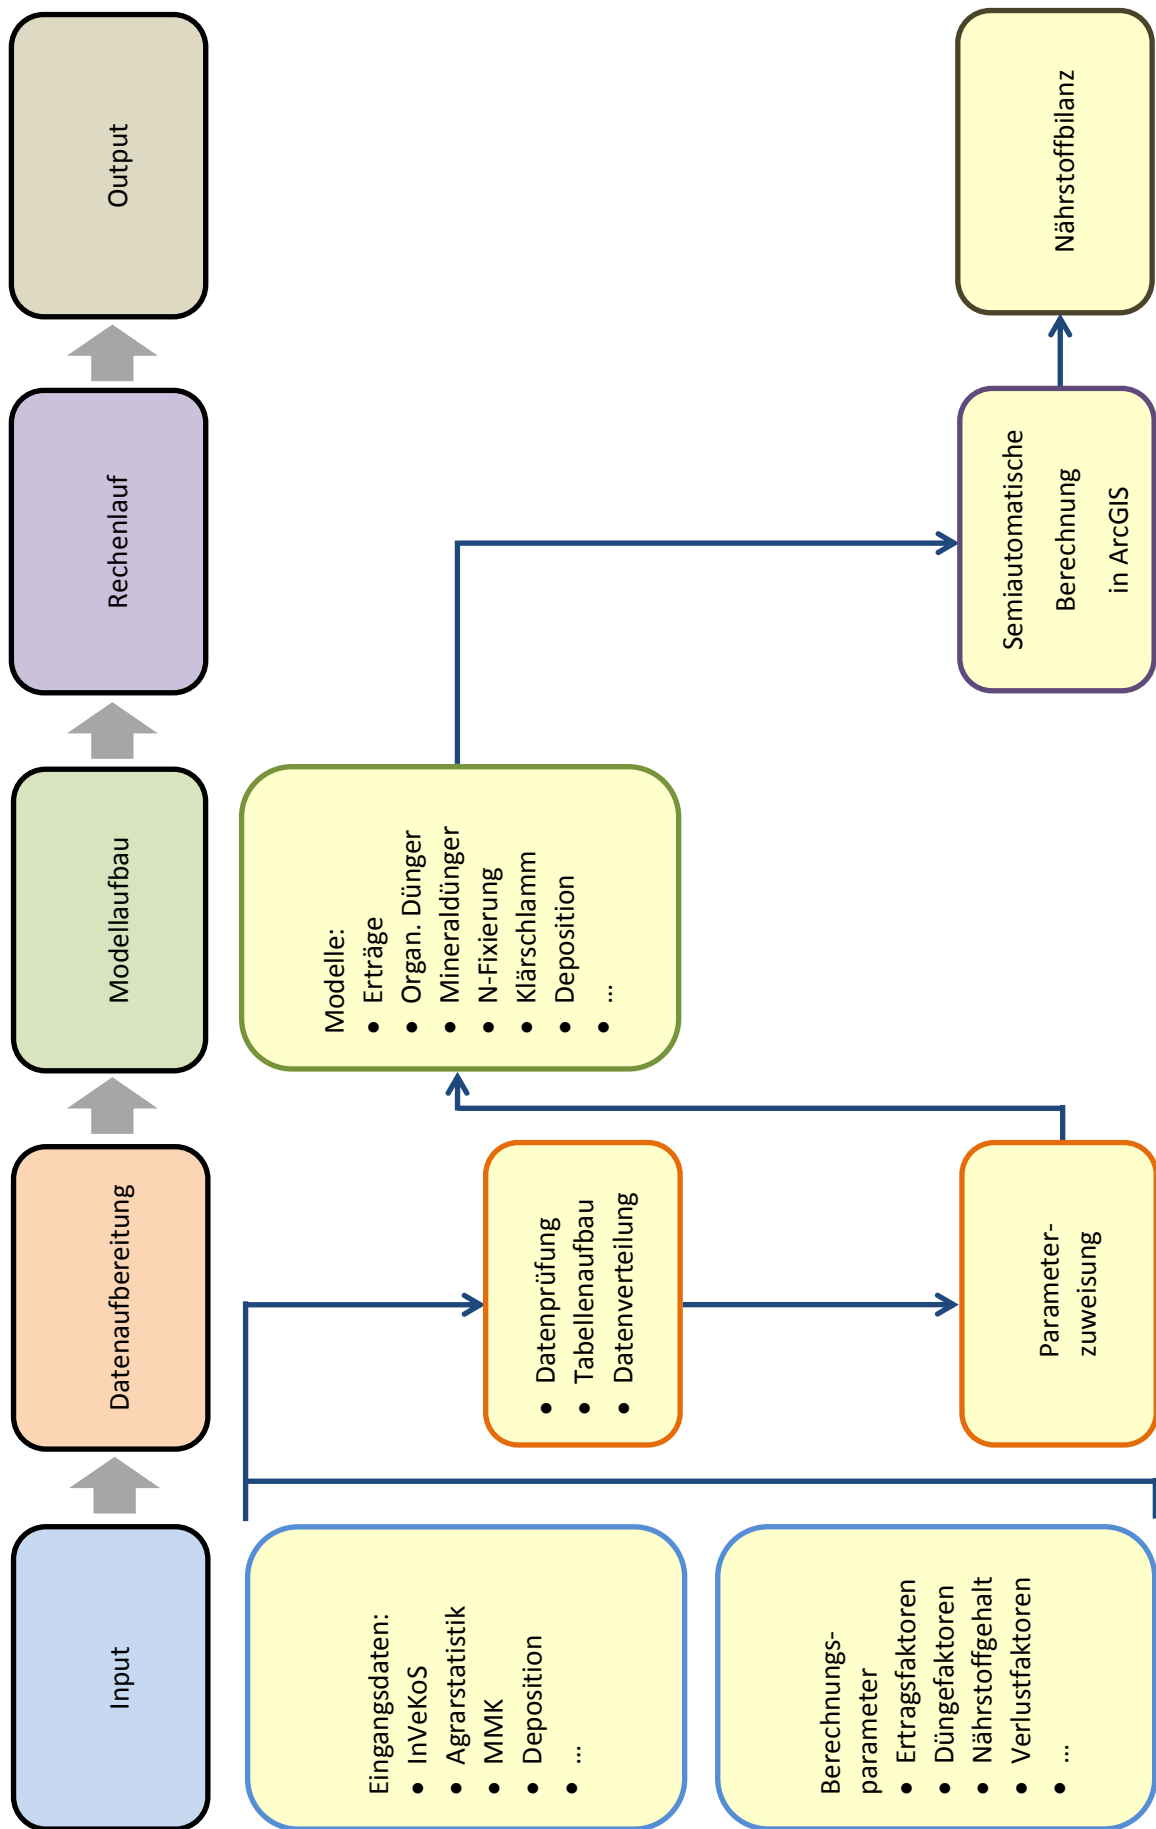 Input
Datenaufbereitung
Modellaufbau
Rechenlauf
Output
Eingangsdaten:
• InVeKoS
• Agrarstatistik
• MMK
• Deposition
• ...
Berechnungs-
parameter
• Ertragsfaktoren
• Düngefaktoren
• Nährstoffgehalt
• Verlustfaktoren
• ...
• Datenprüfung
• Tabellenaufbau
• Datenverteilung
Parameter-
zuweisung
Modelle:
• Erträge
• Organ. Dünger
• Mineraldünger
• N-Fixierung
• Klärschlamm
• Deposition
• ...
Semiautomatische
Berechnung
in ArcGIS
Nährstoffbilanz